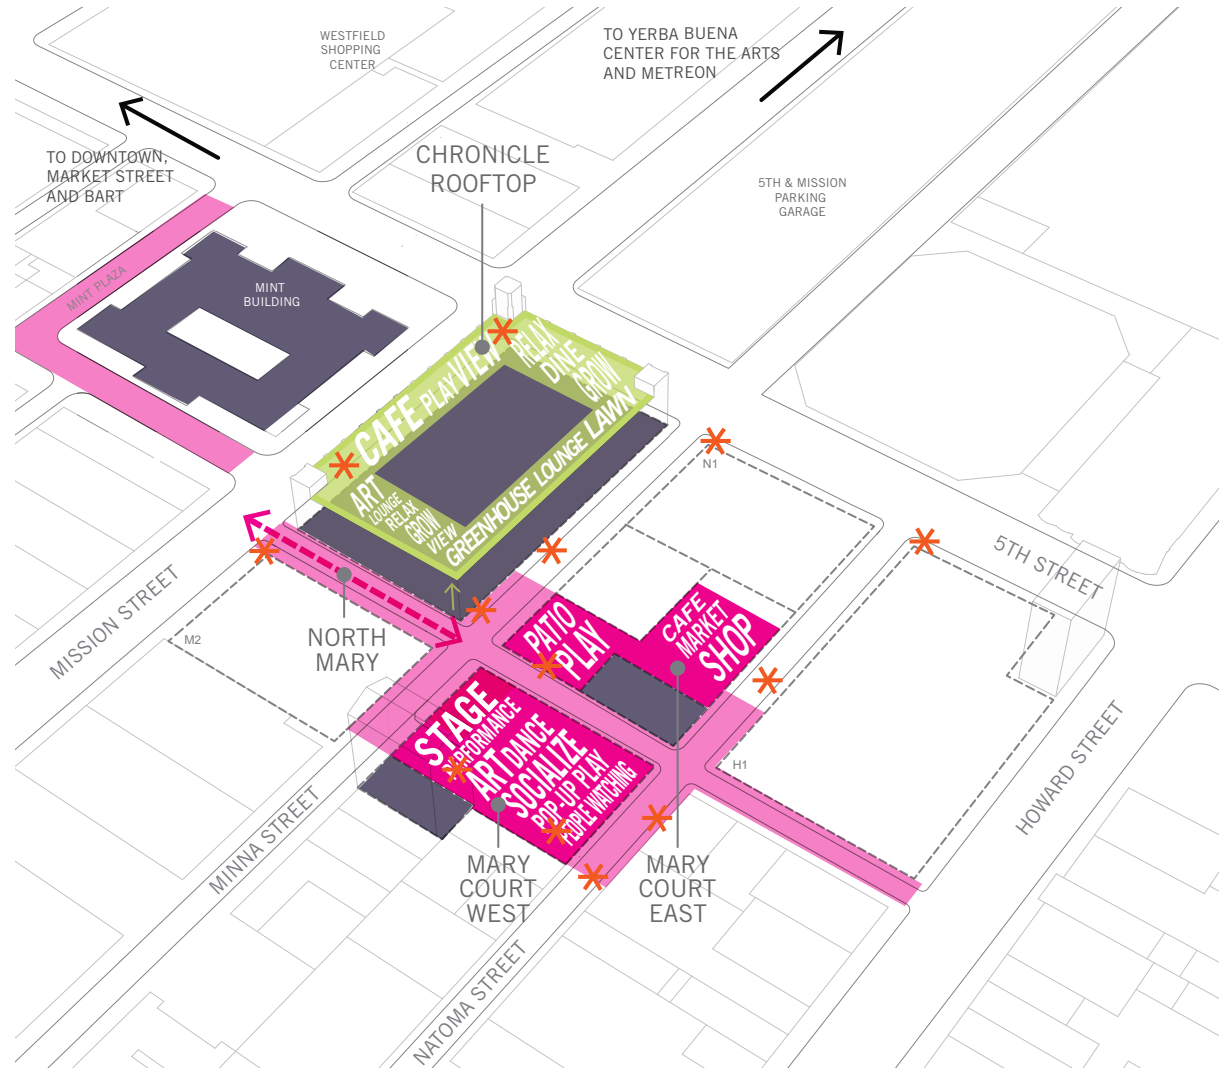 WESTFIELD
SHOPPING
CENTER
TO YERBA BUENA
CENTER FOR THE ARTS
AND METREON
TO DOWNTOWN,
MARKET STREET
AND BART
CHRONICLE
ROOFTOP
5TH & MISSION
PARKING
GARAGE
MINT PLAZA
MINT
BUILDING
CAFE PLAY VIEW
RELAX
DINE
GROW
ART
LOUNGE
RELAX
GROW
VIEW
GREENHOUSE LOUNGE LAWN
N1
5TH STREET
MISSION STREET
M2
NORTH
MARY
PATIO
PLAY
CAFE
MARKET
SHOP
STAGE
PERFORMANCE
ART DANCE
SOCIALIZE
POP-UP PLAY
PEOPLE WATCHING
H1
HOWARD STREET
MINNA STREET
MARY
COURT
WEST
MARY
COURT
EAST
NATOMA STREET